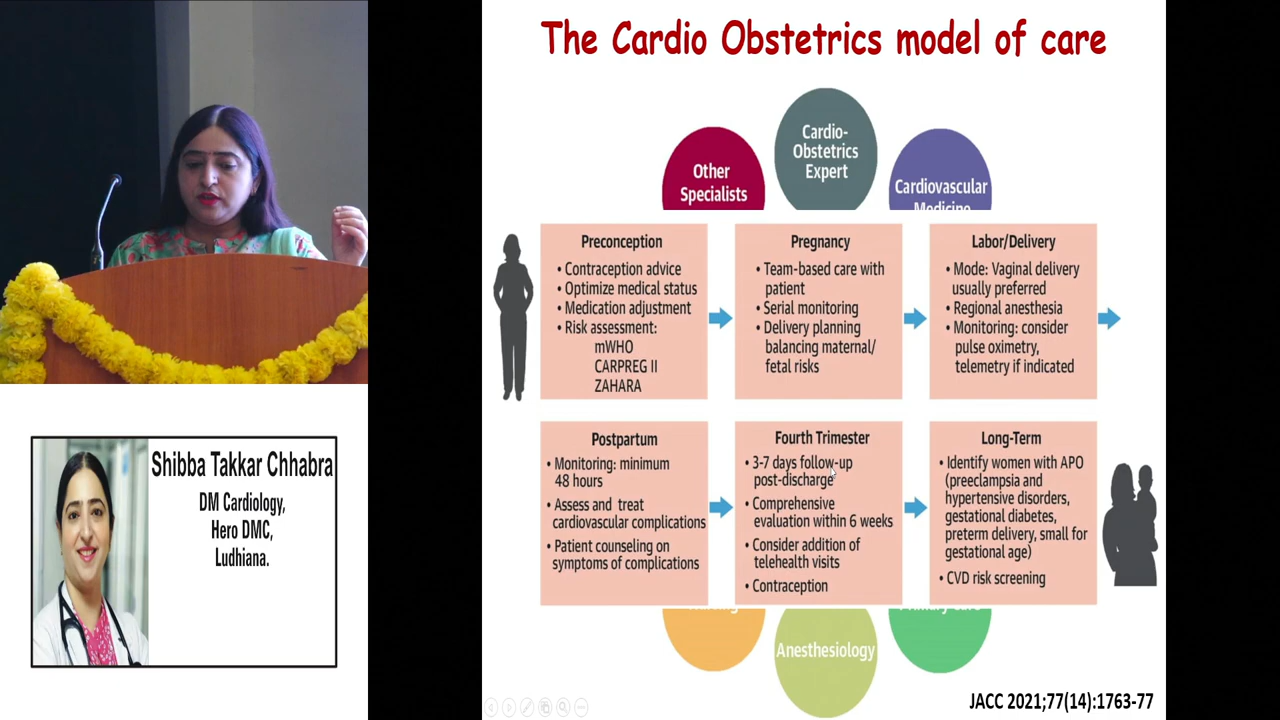 The Cardio Obstetrics model of care
Cardio-
Obstetrics
Expert
Other
Specialists
Cardiovascular
Medicine
Preconception
• Contraception advice
• Optimize medical status
• Medication adjustment
• Risk assessment:
mWHO
CARPREG II
ZAHARA
Pregnancy
• Team-based care with
patient
• Serial monitoring
• Delivery planning
balancing maternal/
fetal risks
Labor/Delivery
• Mode: Vaginal delivery
usually preferred
• Regional anesthesia
• Monitoring: consider
pulse oximetry,
telemetry if indicated
Postpartum
• Monitoring: minimum
48 hours
• Assess and treat
cardiovascular complications
• Patient counseling on
symptoms of complications
Fourth Trimester
• 3-7 days follow-up
post-discharge
• Comprehensive
evaluation within 6 weeks
• Consider addition of
telehealth visits
• Contraception
Long-Term
• Identify women with APO
(preeclampsia and
hypertensive disorders,
gestational diabetes,
preterm delivery, small for
gestational age)
• CVD risk screening
Anesthesiology
JACC 2021;77(14):1763-77
Shibba Takkar Chhabra
DM Cardiology,
Hero DMC,
Ludhiana.